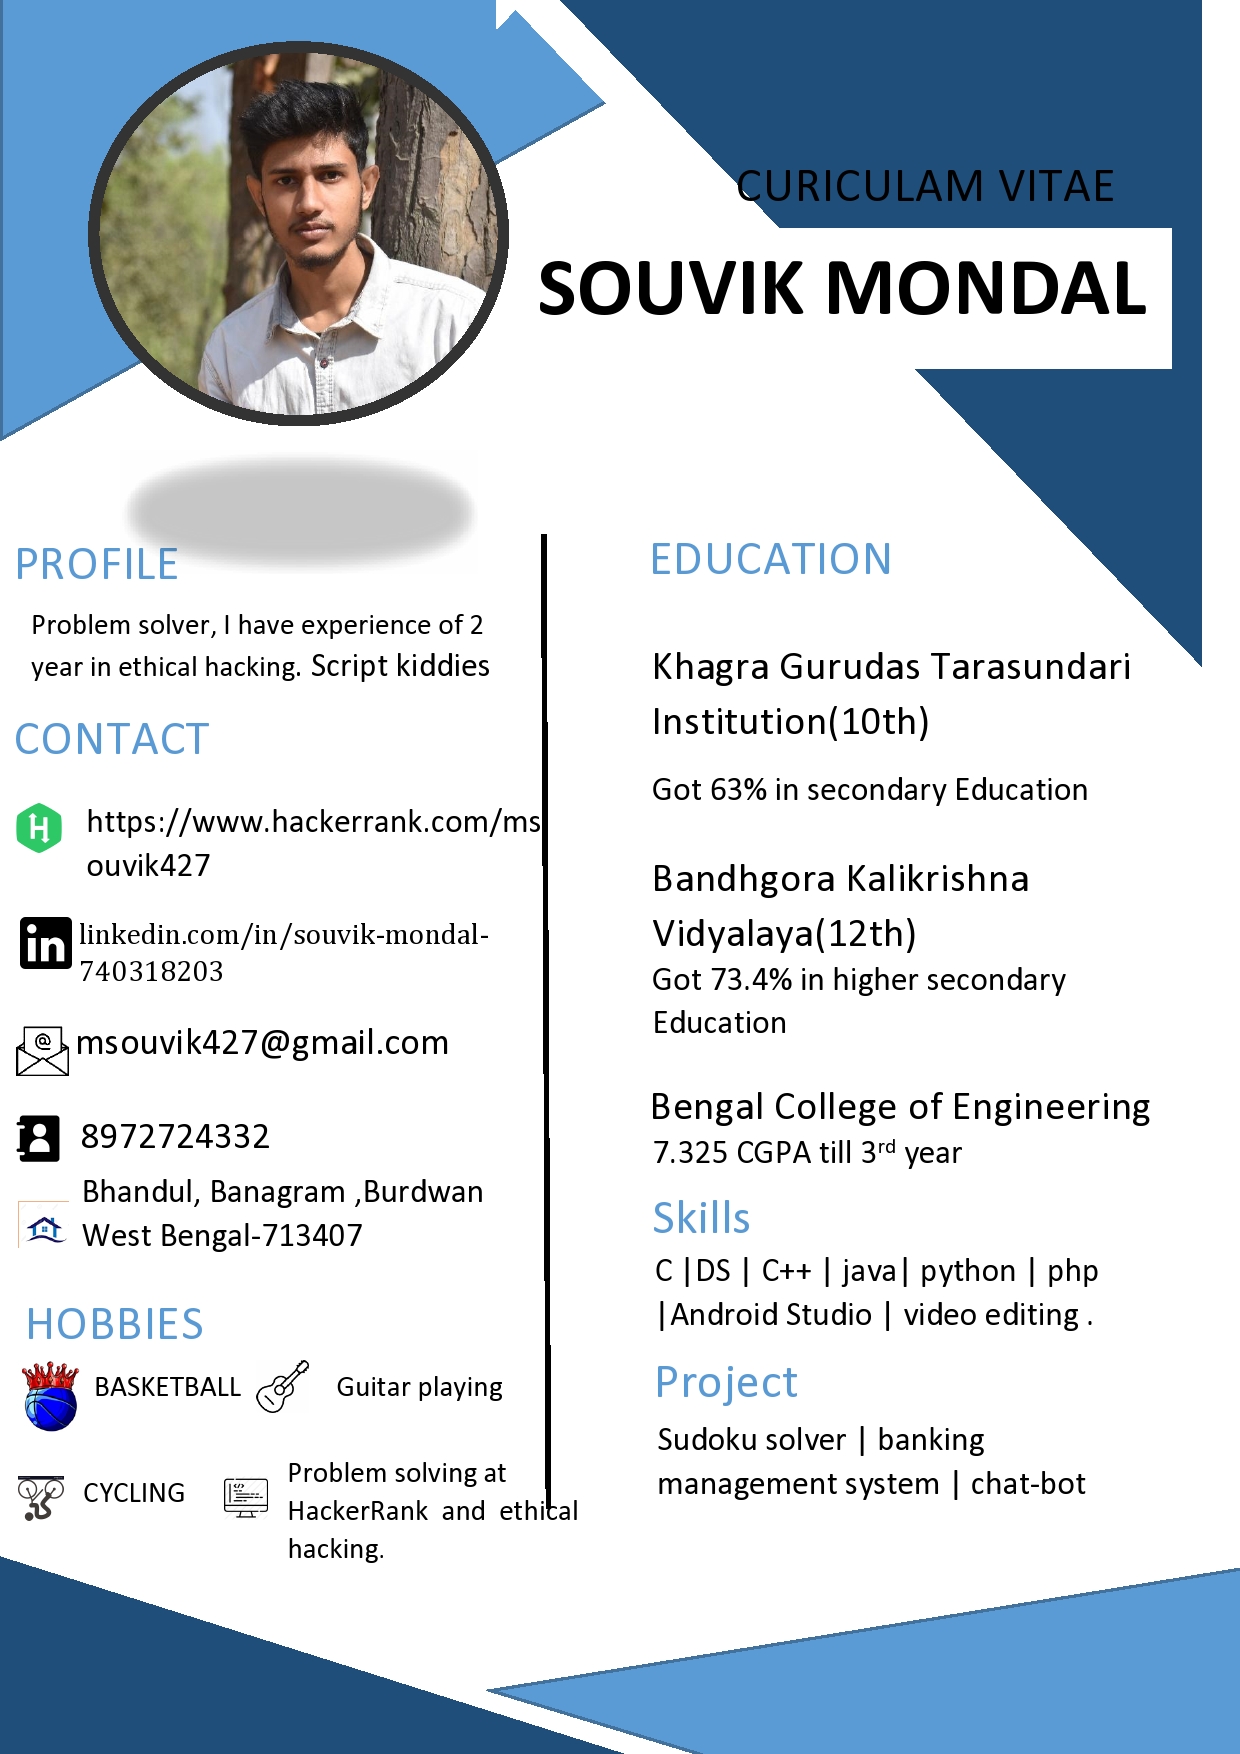 CURICULAM VITAE
SOUVIK MONDAL
PROFILE
Problem solver, I have experience of 2
year in ethical hacking. Script kiddies
CONTACT
https://www.hackerrank.com/ms
ouvik427
linkedin.com/in/souvik-mondal-
740318203
msouvik427@gmail.com
8972724332
Bhandul, Banagram ,Burdwan
West Bengal-713407
HOBBIES
BASKETBALL
Guitar playing
CYCLING
Problem solving at
HackerRank and ethical
hacking.
EDUCATION
Khagra Gurudas Tarasundari
Institution(10th)
Got 63% in secondary Education
Bandhgora Kalikrishna
Vidyalaya(12th)
Got 73.4% in higher secondary
Education
Bengal College of Engineering
7.325 CGPA till 3rd year
Skills
C |DS | C++ | java| python | php
|Android Studio | video editing .
Project
Sudoku solver | banking
management system | chat-bot